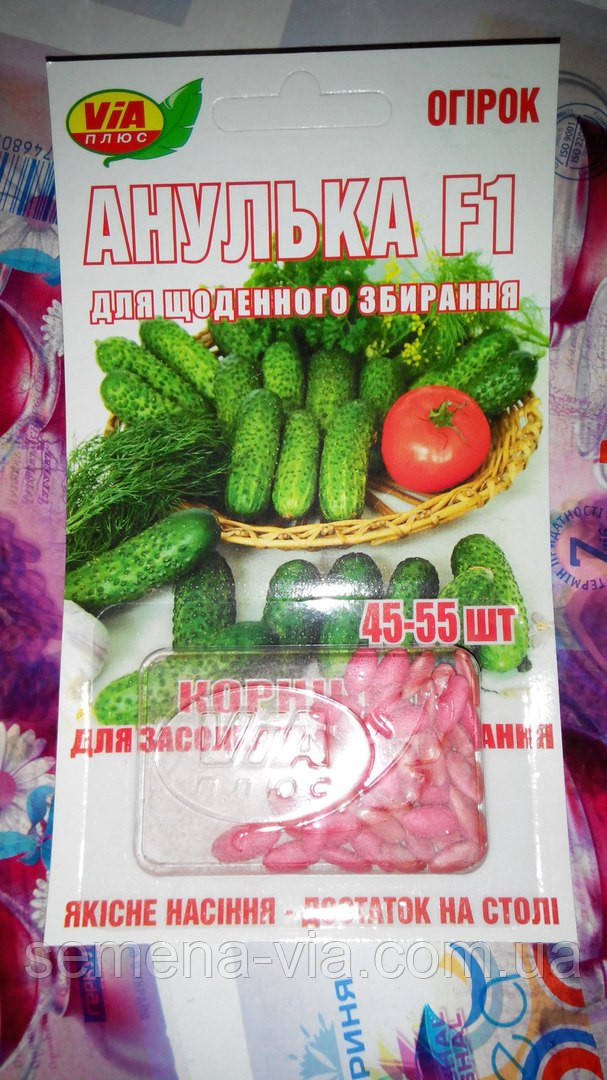 ViA
ПЛЮС
ОГІРОК
АНУЛЬКА F1
ДЛЯ ЩОДЕННОГО ЗБИРАННЯ
45-55 ШТ
ViA
ПЛЮС
ЯКІСНЕ НАСІННЯ - ДОСТАТОК НА СТОЛІ
semena-via.com.ua